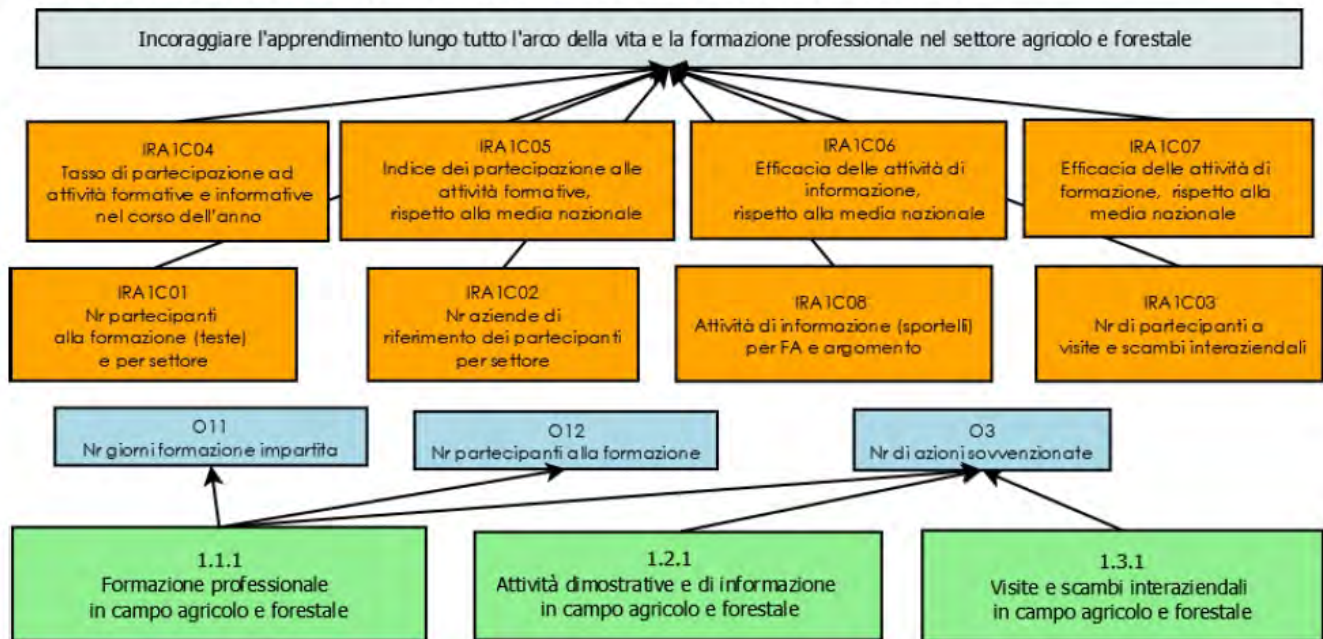 Incoraggiare l'apprendimento lungo tutto l'arco della vita e la formazione professionale nel settore agricolo e forestale
IRA1C04
Tasso di partecipazione ad
attività formative e informative
nel corso dell'anno
IRA1C05
Indice dei partecipazione alle
attività formative,
rispetto alla media nazionale
IRA1C06
Efficacia delle attività di
informazione,
rispetto alla media nazionale
IRA1C07
Efficacia delle attività di
formazione, rispetto alla
media nazionale
IRA1C01
Nr partecipanti
alla formazione (teste)
e per settore
IRA1C02
Nr aziende di
riferimento dei partecipanti
per settore
IRA1C08
Attività di informazione (sportelli)
per FA e argomento
IRA1C03
Nr di partecipanti a
visite e scambi interaziendali
O11
Nr giorni formazione impartita
O12
Nr partecipanti alla formazione
O3
Nr di azioni sovvenzionate
1.1.1
Formazione professionale
in campo agricolo e forestale
1.2.1
Attività dimostrative e di informazione
in campo agricolo e forestale
1.3.1
Visite e scambi interaziendali
in campo agricolo e forestale